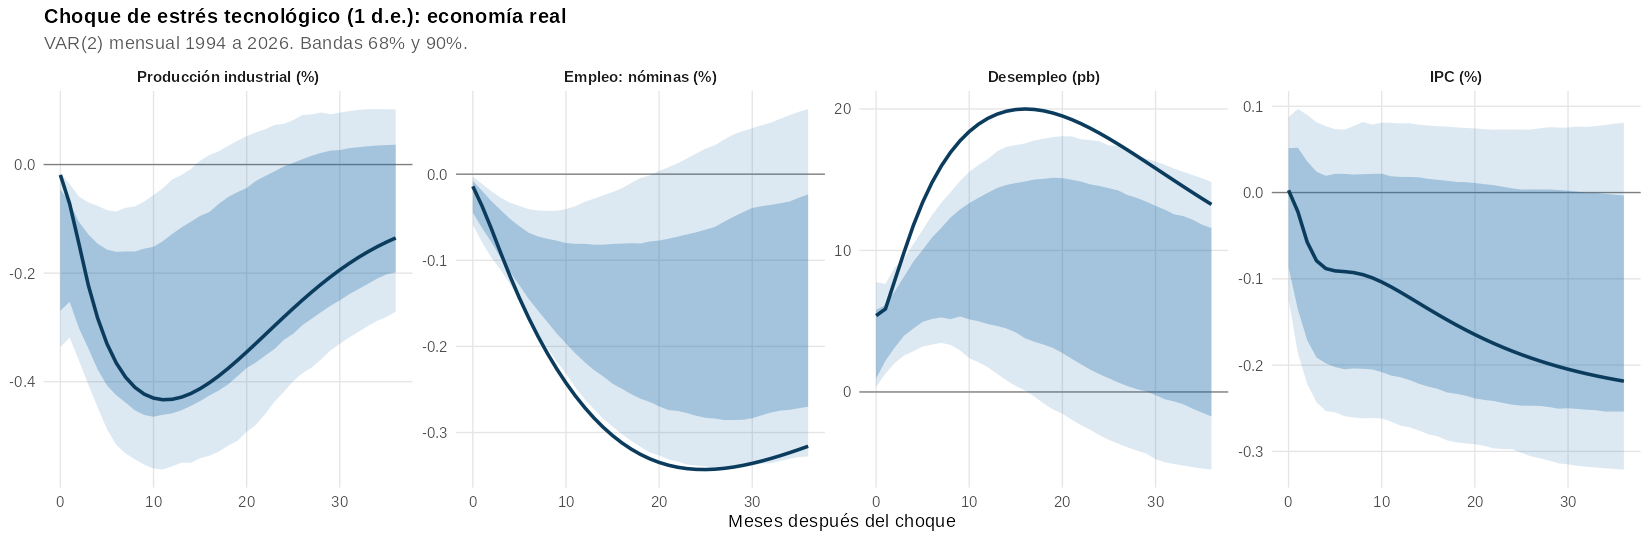 Choque de estrés tecnológico (1 d.e.): economía real
VAR(2) mensual 1994 a 2026. Bandas 68% y 90%.
Producción industrial (%)
0.0
-0.2
-0.4
0 10 20 30
Empleo: nóminas (%)
0.0
-0.1
-0.2
-0.3
0 10 20 30
Desempleo (pb)
20
10
0
0 10 20 30
IPC (%)
0.1
0.0
-0.1
-0.2
-0.3
0 10 20 30
Meses después del choque